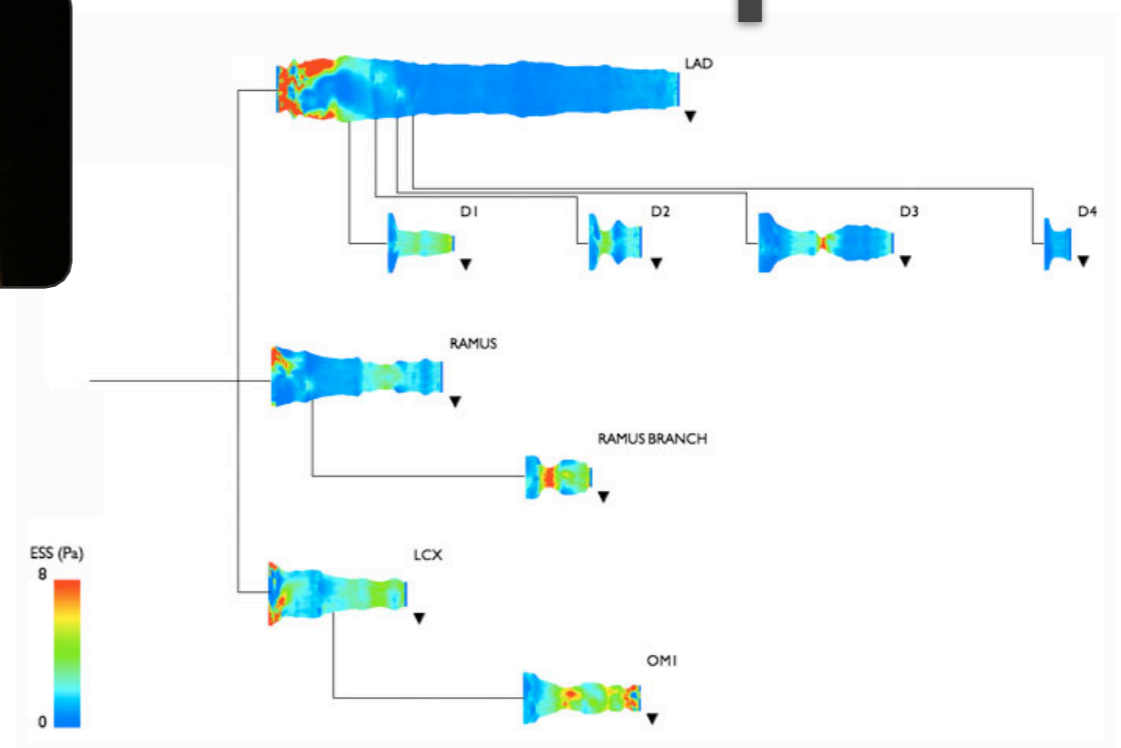 LAD
D1
D2
D3
D4
RAMUS
RAMUS BRANCH
ESS (Pa)
8
0
LCX
OM1